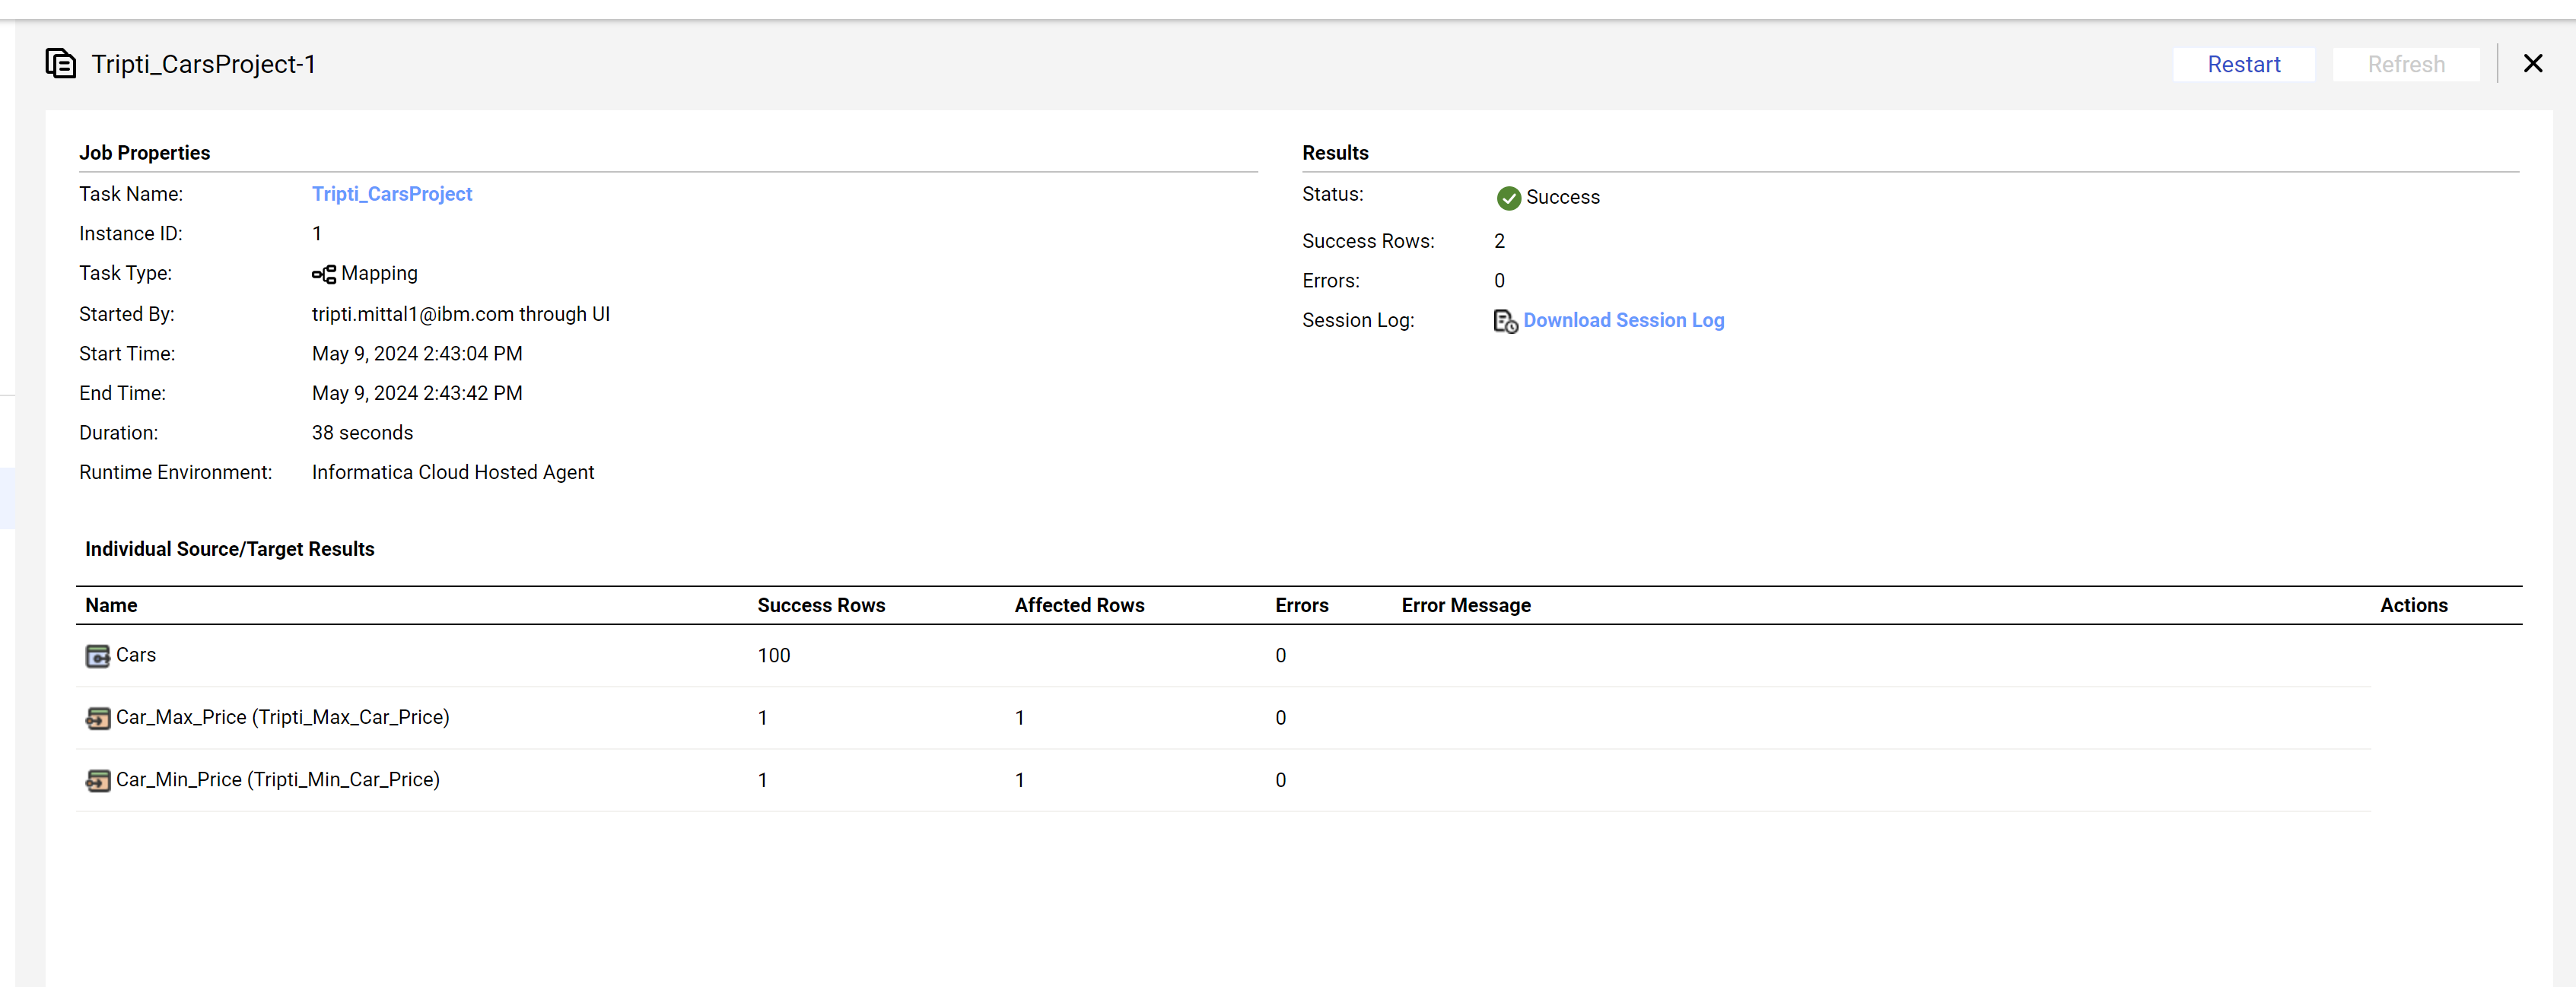 Tripti_CarsProject-1
Restart
Refresh
Job Properties
Task Name: Tripti_CarsProject
Instance ID: 1
Task Type: Mapping
Started By: tripti.mittal1@ibm.com through UI
Start Time: May 9, 2024 2:43:04 PM
End Time: May 9, 2024 2:43:42 PM
Duration: 38 seconds
Runtime Environment: Informatica Cloud Hosted Agent
Results
Status: Success
Success Rows: 2
Errors: 0
Session Log: Download Session Log
Individual Source/Target Results
Name Success Rows Affected Rows Errors Error Message Actions
Cars 100 0
Car_Max_Price (Tripti_Max_Car_Price) 1 1 0
Car_Min_Price (Tripti_Min_Car_Price) 1 1 0